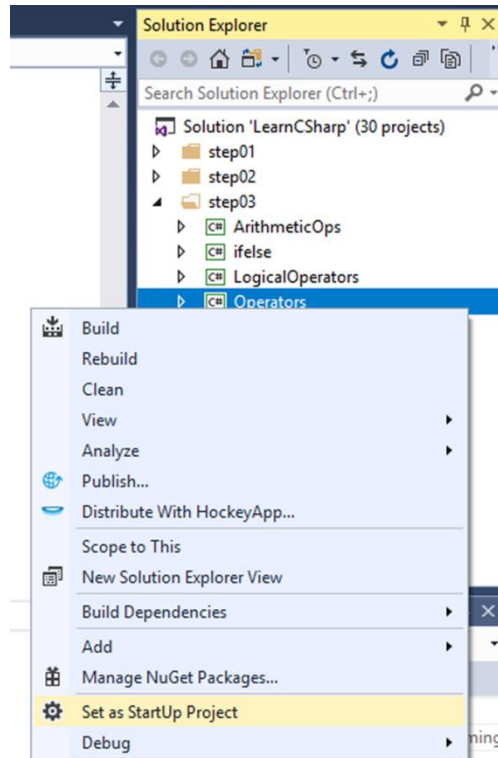 Solution Explorer
Search Solution Explorer (Ctrl+;)
Solution 'LearnCSharp' (30 projects)
step01
step02
step03
C# ArithmeticOps
C# ifelse
C# LogicalOperators
C# Operators
Build
Rebuild
Clean
View
Analyze
Publish...
Distribute With HockeyApp...
Scope to This
New Solution Explorer View
Build Dependencies
Add
Manage NuGet Packages...
Set as StartUp Project
Debug